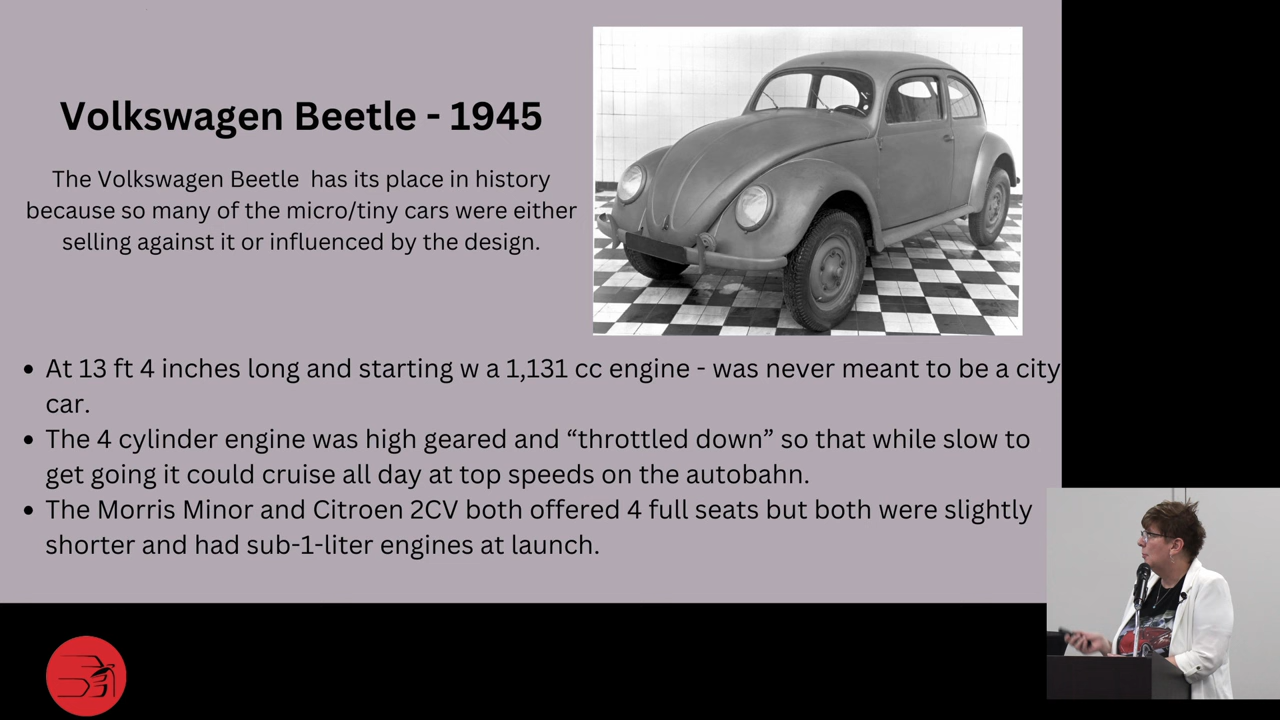 Volkswagen Beetle - 1945
The Volkswagen Beetle has its place in history
because so many of the micro/tiny cars were either
selling against it or influenced by the design.
• At 13 ft 4 inches long and starting w a 1,131 cc engine - was never meant to be a city
car.
• The 4 cylinder engine was high geared and “throttled down” so that while slow to
get going it could cruise all day at top speeds on the autobahn.
• The Morris Minor and Citroen 2CV both offered 4 full seats but both were slightly
shorter and had sub-1-liter engines at launch.